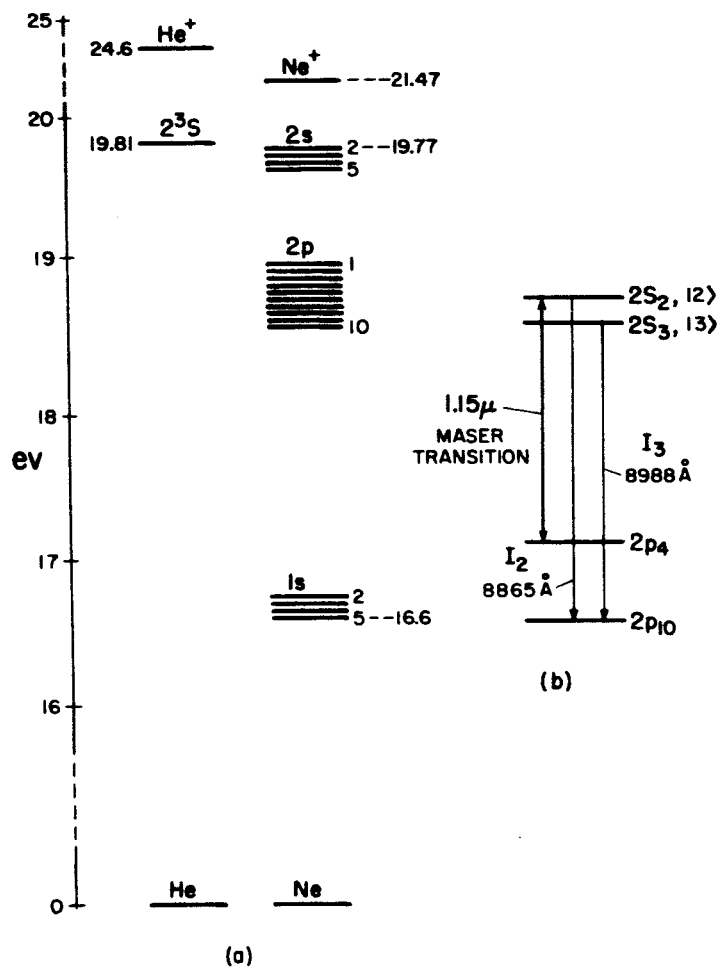 25
He+
24.6
Ne+
---21.47
20
2³S
19.81
2s
2---19.77
5
19
2p
1
10
2S₂, |2⟩
2S₃, |3⟩
18
1.15μ
MASER
TRANSITION
ev
I₃
8988 Å
2p₄
17
I₂
8865 Å
1s
2
5--16.6
2p₁₀
(b)
16
He
Ne
0
(a)